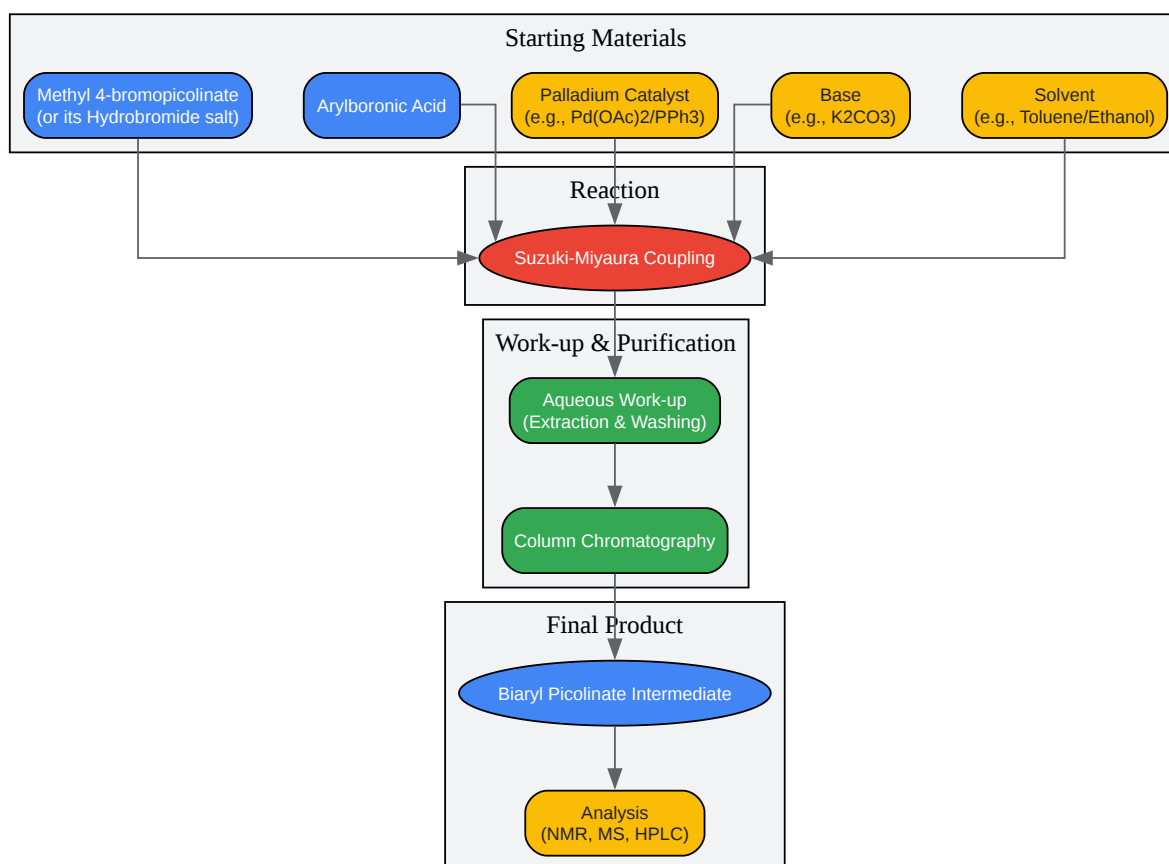 Starting Materials
Methyl 4-bromopicolinate
(or its Hydrobromide salt)
Arylboronic Acid
Palladium Catalyst
(e.g., Pd(OAc)2/PPh3)
Base
(e.g., K2CO3)
Solvent
(e.g., Toluene/Ethanol)
Reaction
Suzuki-Miyaura Coupling
Work-up & Purification
Aqueous Work-up
(Extraction & Washing)
Column Chromatography
Final Product
Biaryl Picolinate Intermediate
Analysis
(NMR, MS, HPLC)